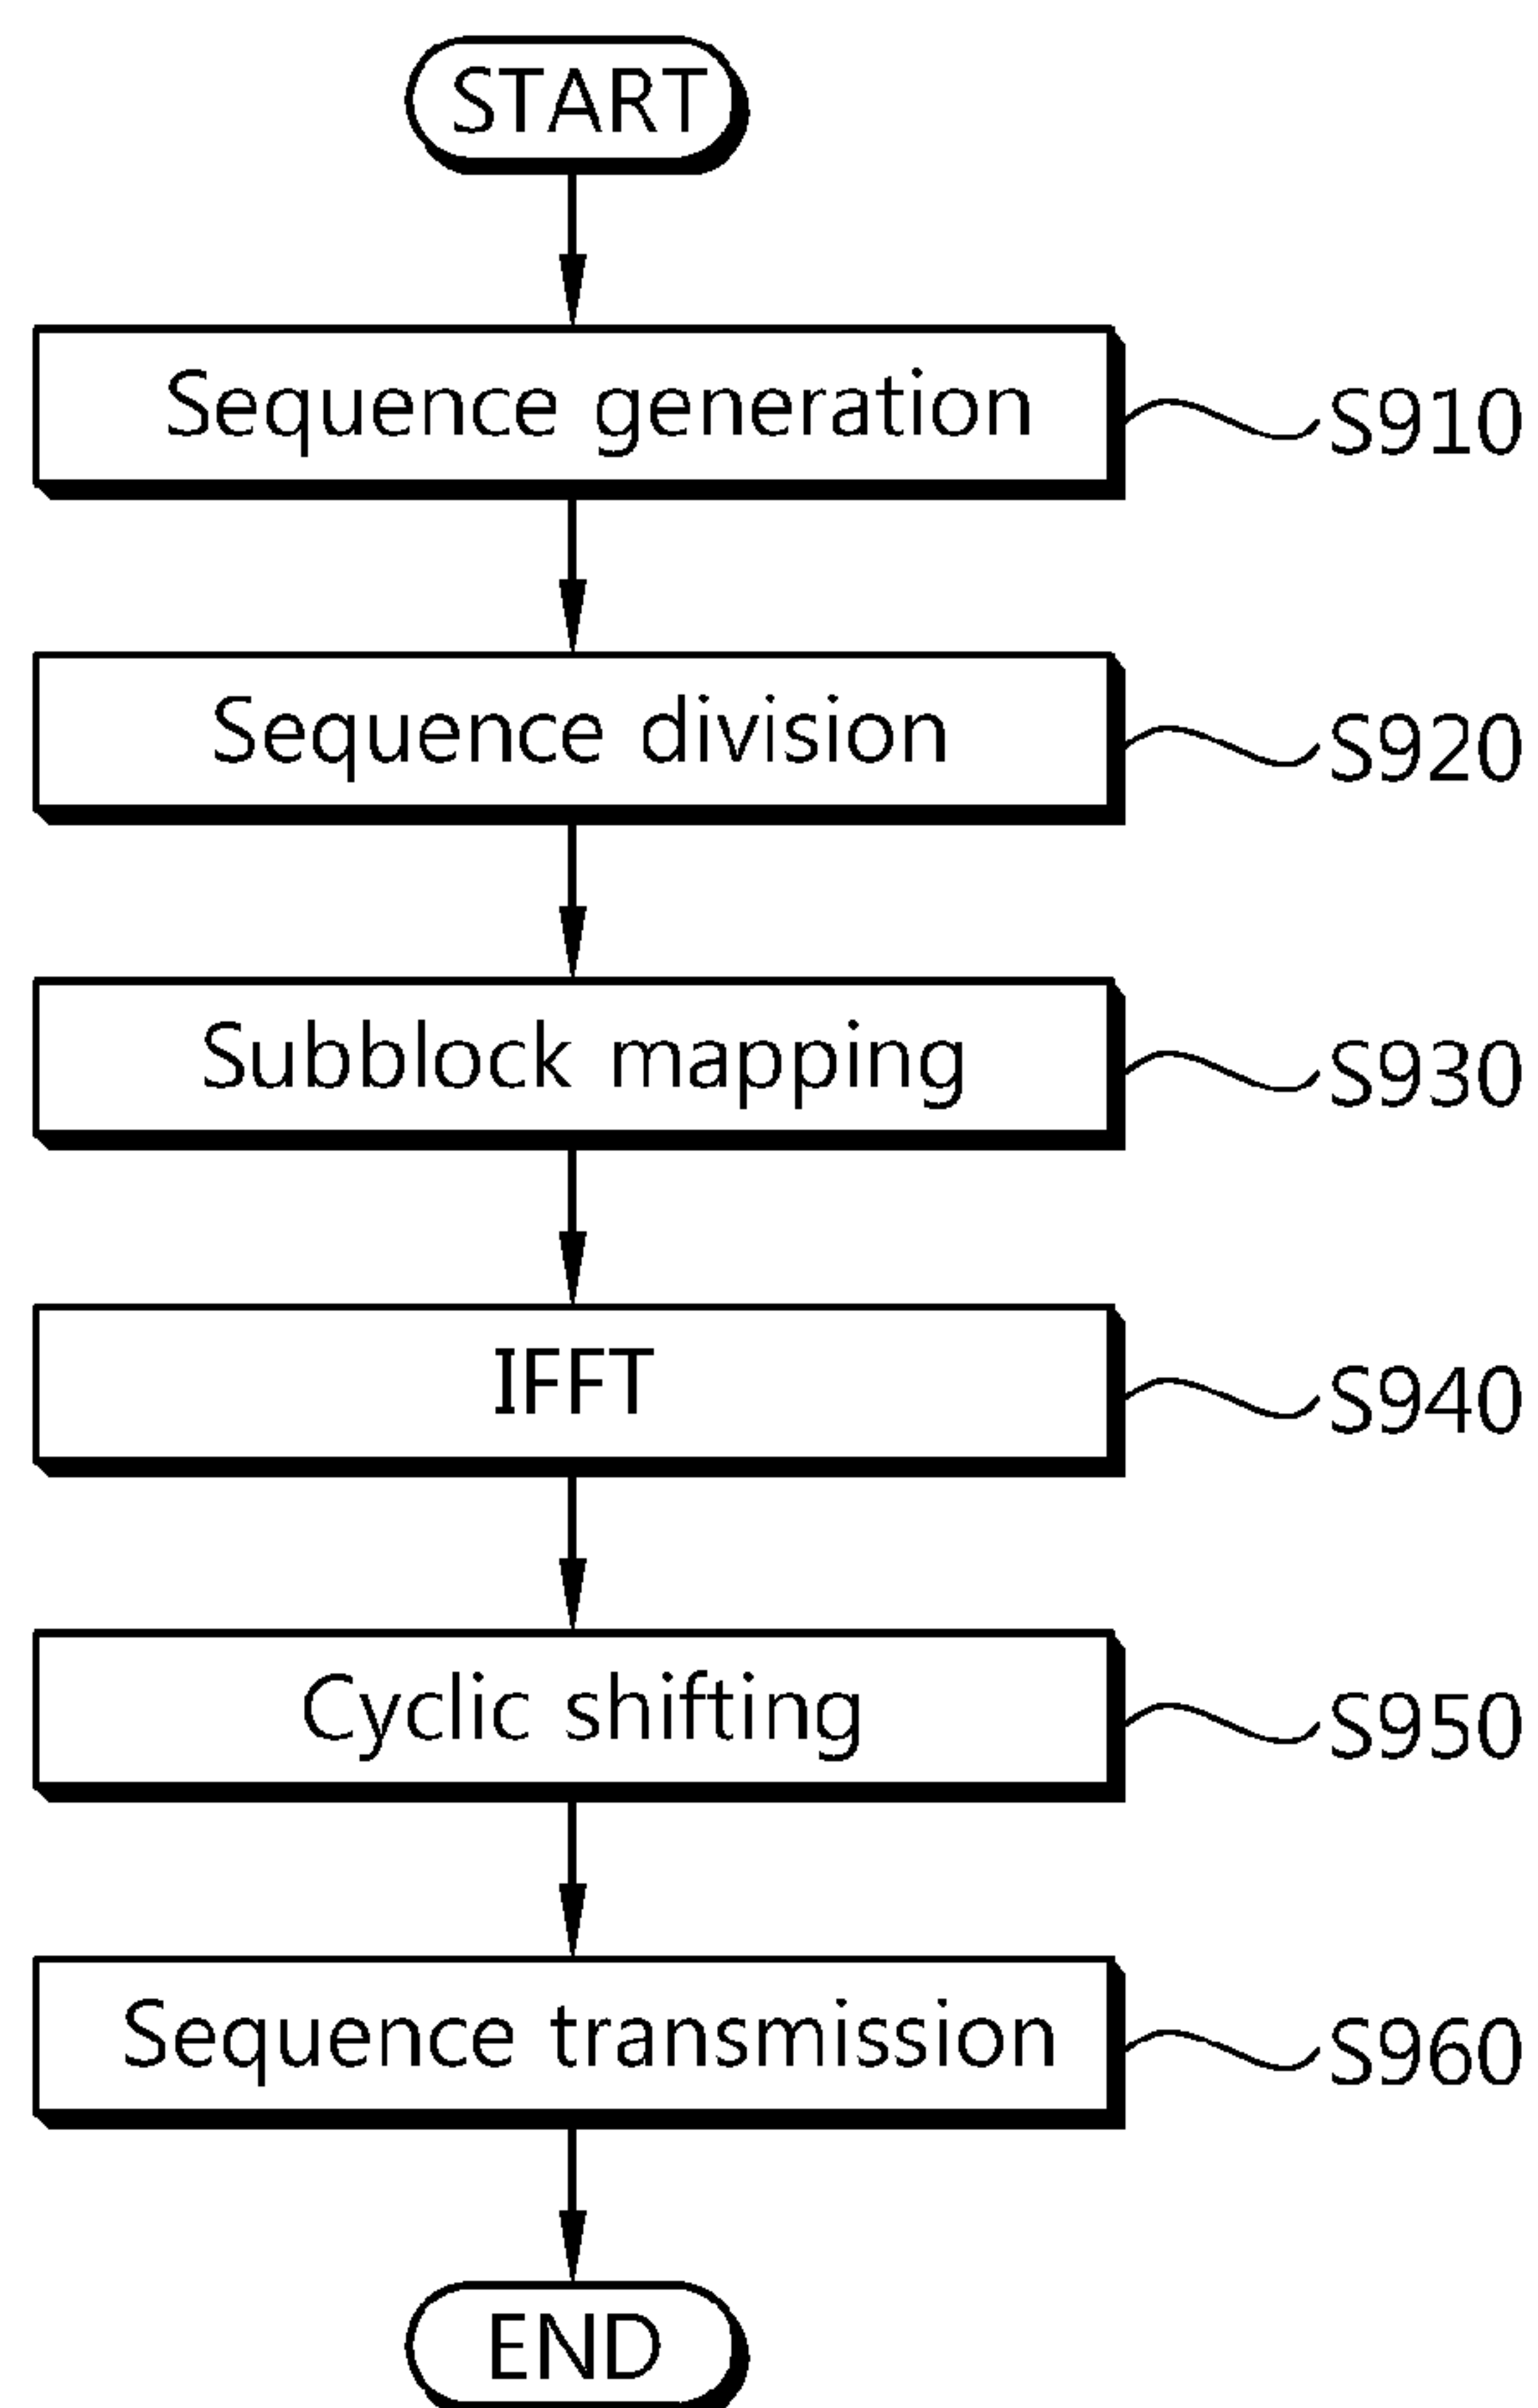 START
Sequence generation
S910
Sequence division
S920
Subblock mapping
S930
IFFT
S940
Cyclic shifting
S950
Sequence transmission
S960
END